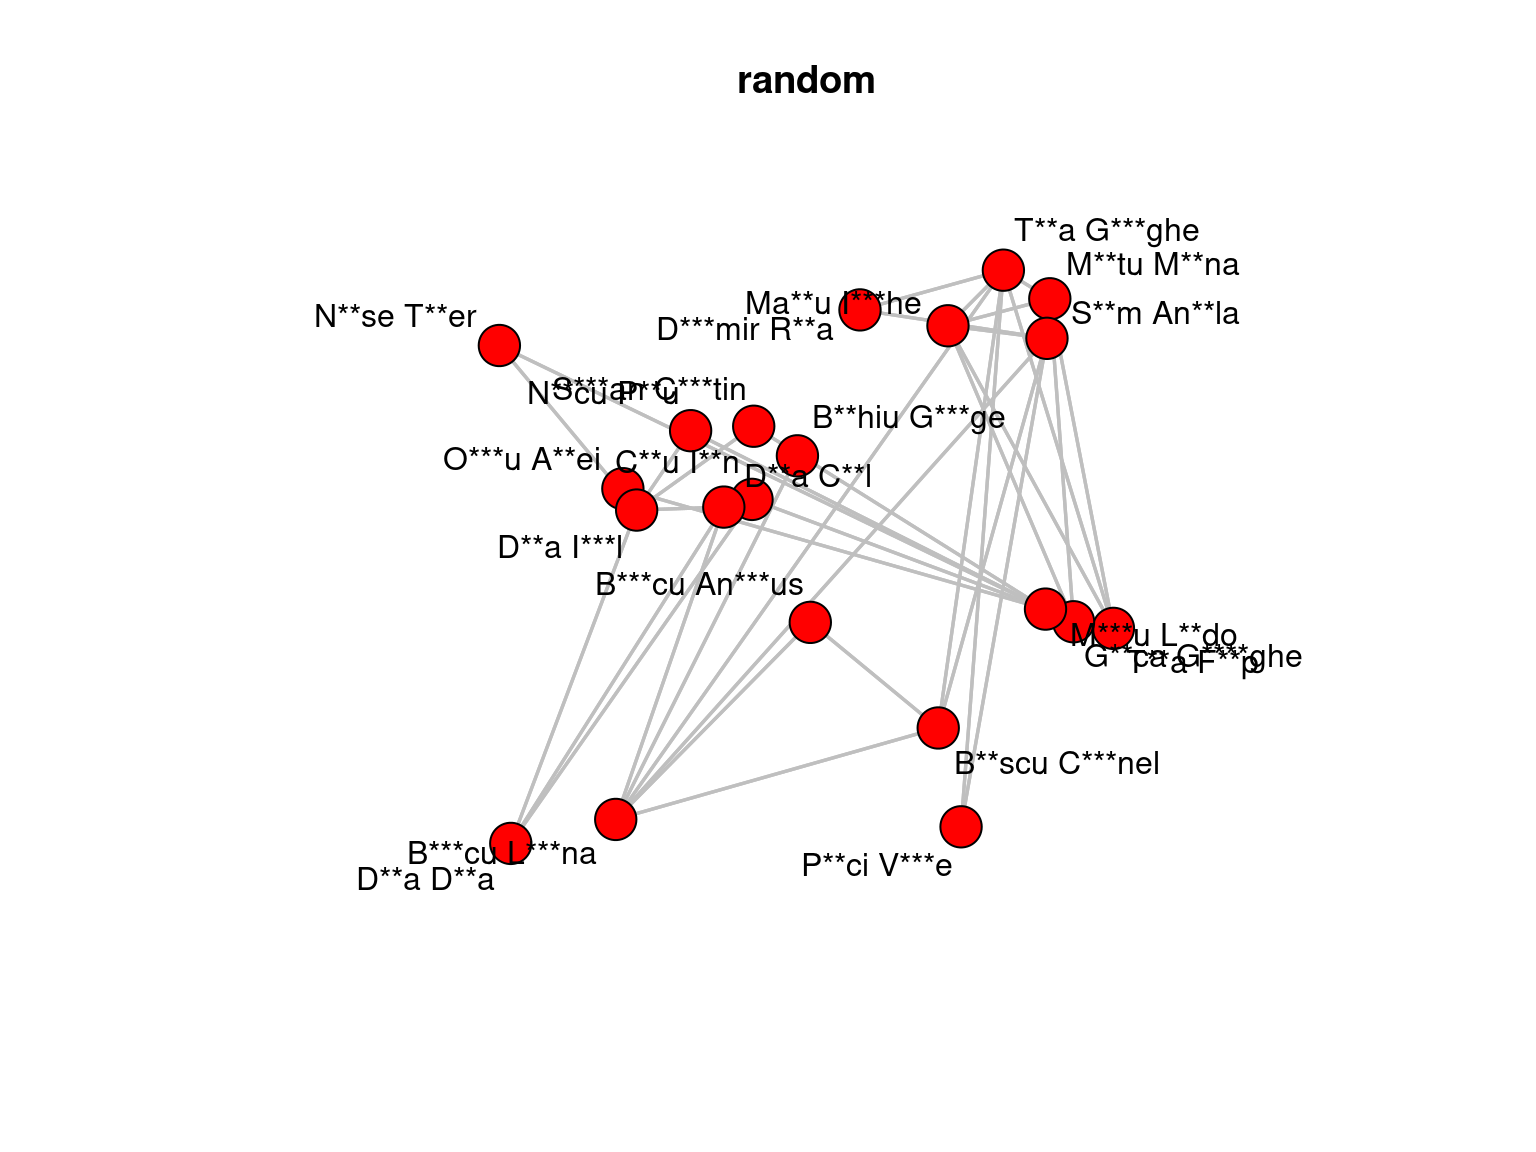 random
T**a G***ghe
M**tu M**na
Ma**u I***he
S**m An**la
N**se T**er
D***mir R**a
S****an C***tin
N**cu P**u
B**hiu G***ge
O***u A**ei
C**u I**n
D**a C**l
D**a I***l
B***cu An***us
M***u L**do
G**ca G****ghe
T**a F**p
B**scu C***nel
B***cu L***na
P**ci V***e
D**a D**a